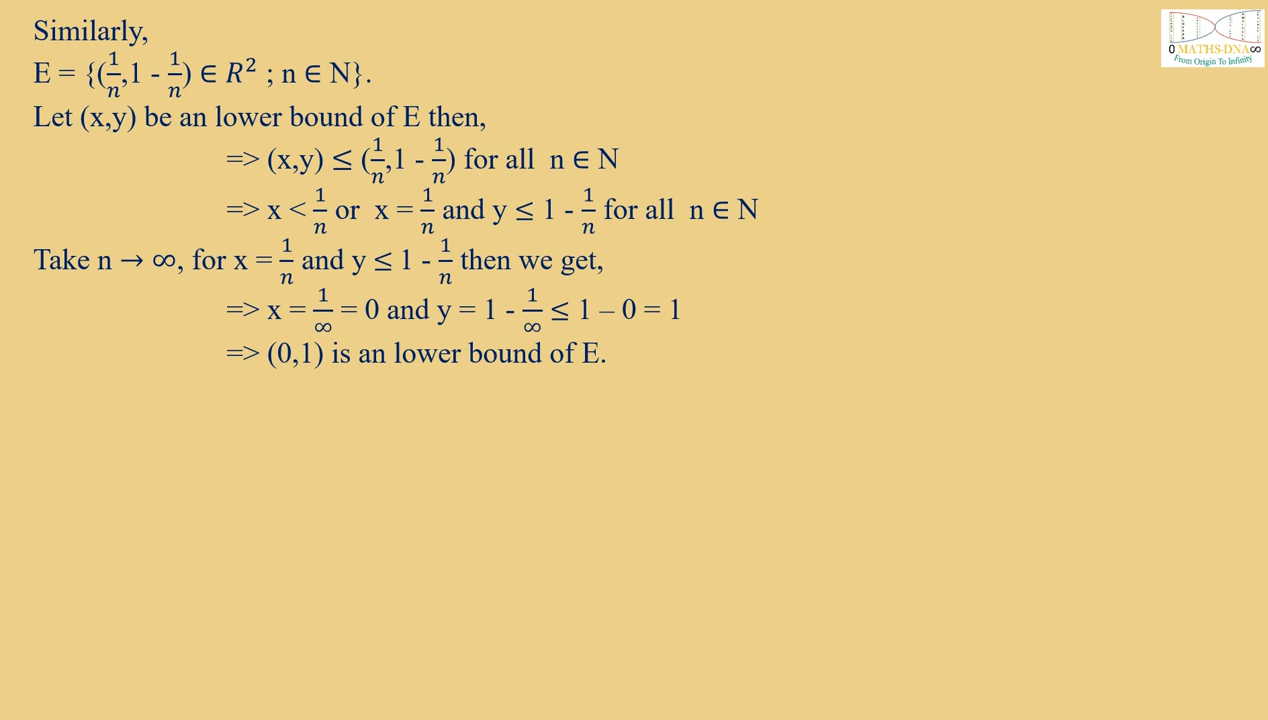 Similarly,
E = {(1/n,1 - 1/n) ∈ R² ; n ∈ N}.
Let (x,y) be an lower bound of E then,
=> (x,y) ≤ (1/n,1 - 1/n) for all n ∈ N
=> x < 1/n or x = 1/n and y ≤ 1 - 1/n for all n ∈ N
Take n → ∞, for x = 1/n and y ≤ 1 - 1/n then we get,
=> x = 1/∞ = 0 and y = 1 - 1/∞ ≤ 1 – 0 = 1
=> (0,1) is an lower bound of E.
0 MATHS-DNA ∞
From Origin To Infinity